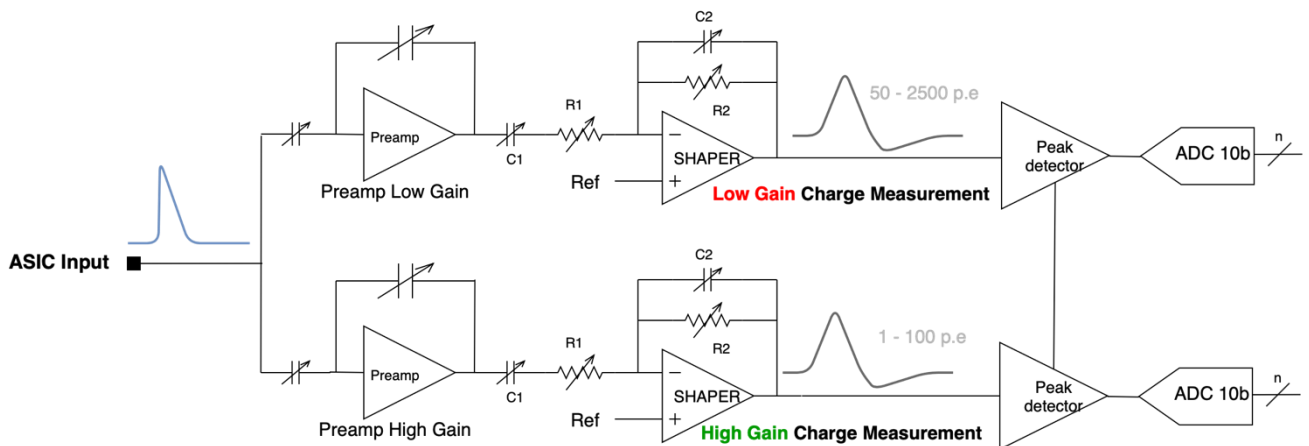 C2
R1
R2
C1
Preamp
SHAPER
Ref
Preamp Low Gain
50 - 2500 p.e
Low Gain Charge Measurement
Peak
detector
ADC 10b
n
ASIC Input
C2
R1
R2
C1
Preamp
SHAPER
Ref
Preamp High Gain
1 - 100 p.e
High Gain Charge Measurement
Peak
detector
ADC 10b
n